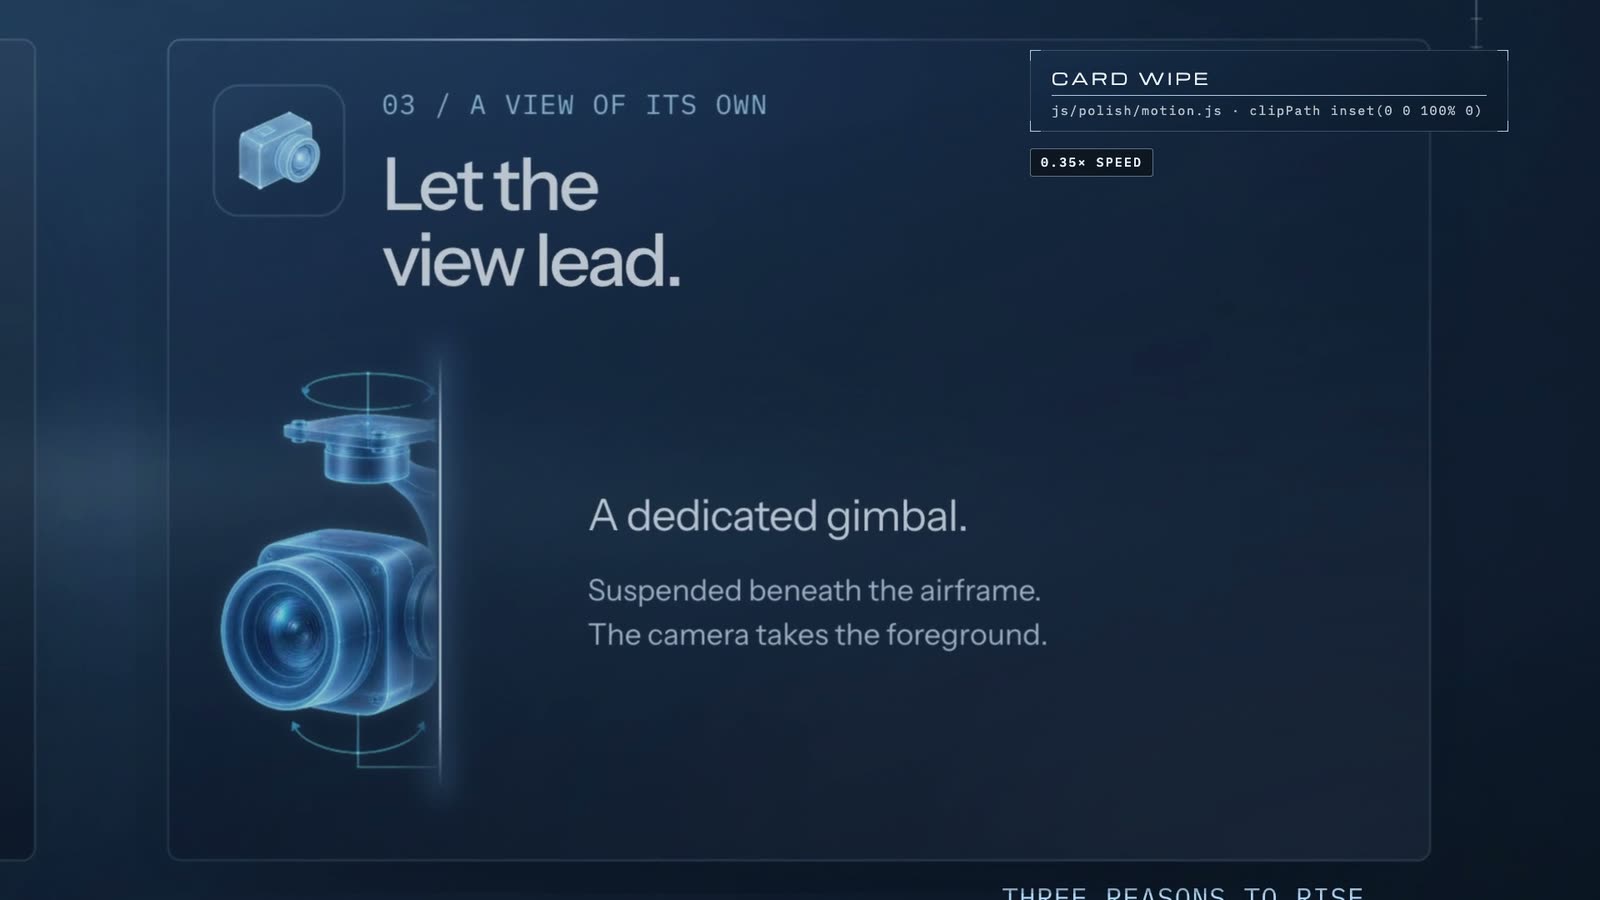 03 / A VIEW OF ITS OWN
Let the
view lead.
CARD WIPE
js/polish/motion.js · clipPath inset(0 0 100% 0)
0.35× SPEED
A dedicated gimbal.
Suspended beneath the airframe.
The camera takes the foreground.
THREE REASONS TO RISE